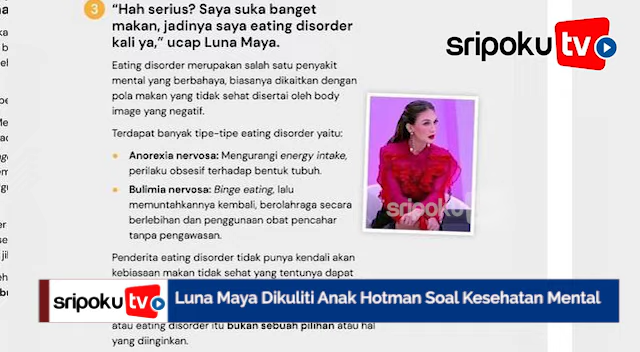 3
“Hah serius? Saya suka banget
makan, jadinya saya eating disorder
kali ya,” ucap Luna Maya.
Eating disorder merupakan salah satu penyakit
mental yang berbahaya, biasanya dikaitkan dengan
pola makan yang tidak sehat disertai oleh body
image yang negatif.
Terdapat banyak tipe-tipe eating disorder yaitu:
Anorexia nervosa: Mengurangi energy intake,
perilaku obsesif terhadap bentuk tubuh.
Bulimia nervosa: Binge eating, lalu
memuntahkannya kembali, berolahraga secara
berlebihan dan penggunaan obat pencahar
tanpa pengawasan.
Penderita eating disorder tidak punya kendali akan
kebiasaan makan tidak sehat yang tentunya dapat
atau eating disorder itu bukan sebuah pilihan atau hal
yang diinginkan.
sripoku tv
sripoku
sripoku tv
Luna Maya Dikuliti Anak Hotman Soal Kesehatan Mental